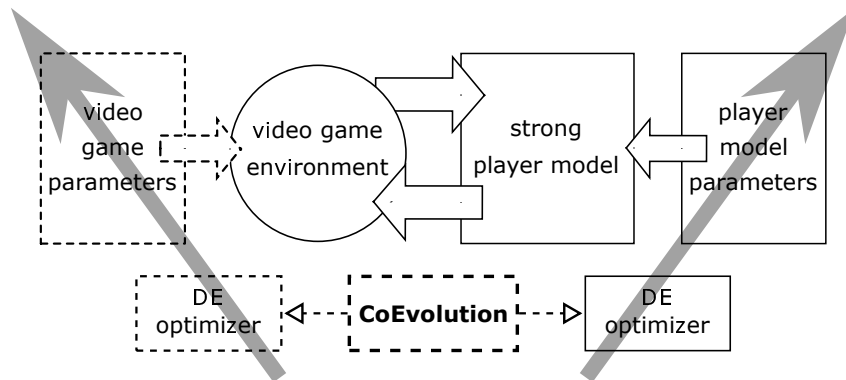 video
game
parameters
video game
environment
strong
player model
player
model
parameters
DE
optimizer
CoEvolution
DE
optimizer